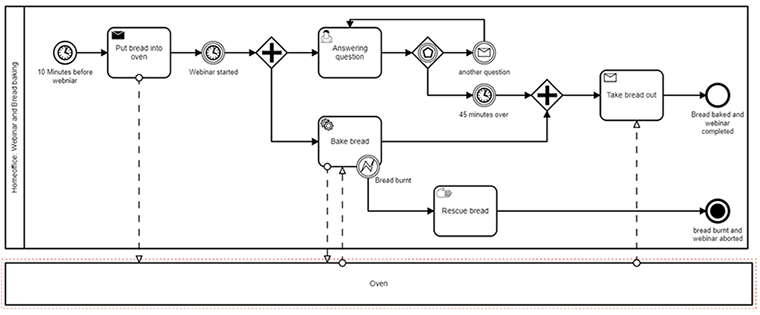 Homeoffice: Webinar and Bread baking
10 Minutes before
webniar
Put bread into
oven
Webinar started
Answering
question
another question
45 minutes over
Bake bread
Bread burnt
Rescue bread
Take bread out
Bread baked and
webinar
completed
bread burnt and
webinar aborted
Oven